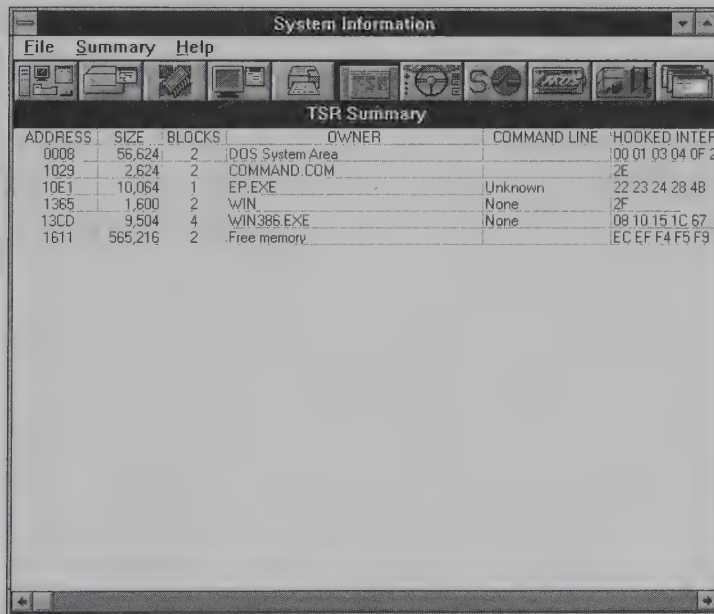 System Information
File Summary Help
TSR Summary
ADDRESS SIZE BLOCKS OWNER COMMAND LINE HOOKED INTER
0008 56,624 2 DOS System Area 00 01 03 04 0F 2
1029 2,624 2 COMMAND.COM 2E
10E1 10,064 1 EP.EXE Unknown 22 23 24 28 4B
1365 1,600 2 WIN None 2F
13CD 9,504 4 WIN386.EXE None 08 10 15 1C 67
1611 565,216 2 Free memory EC EF F4 F5 F9